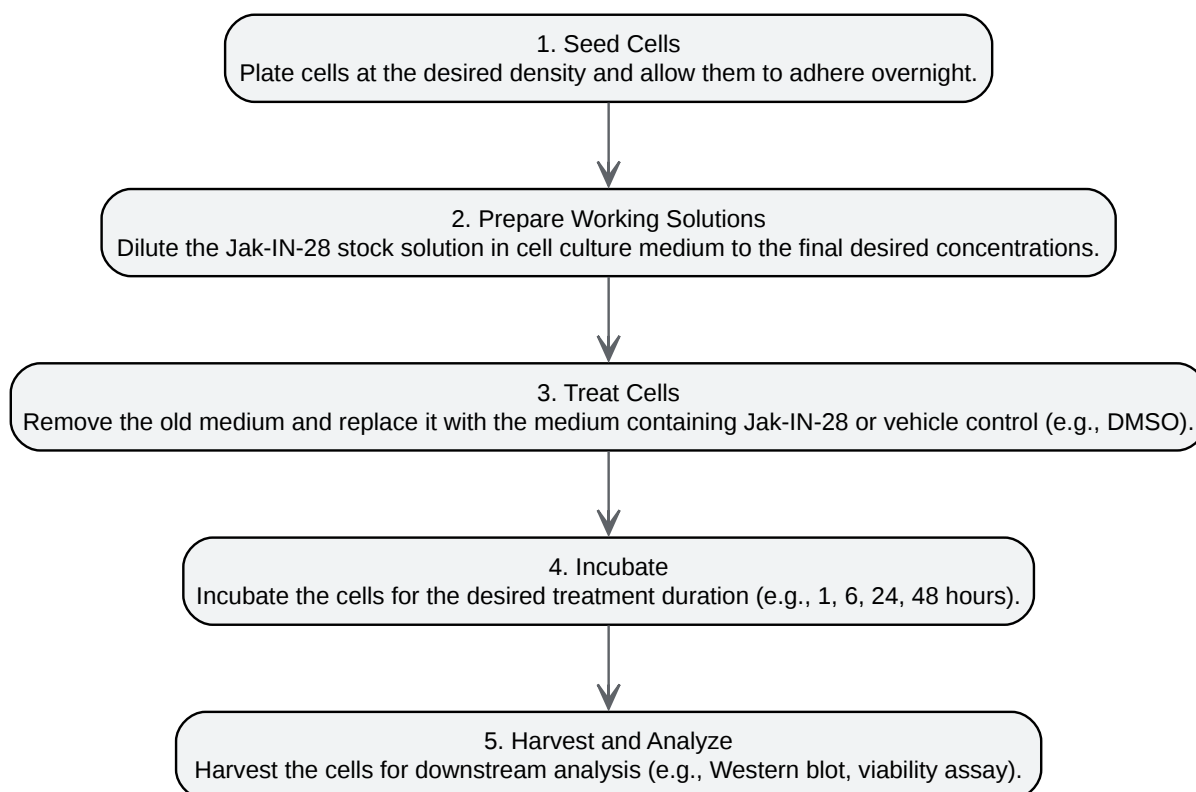 1. Seed Cells
Plate cells at the desired density and allow them to adhere overnight.
2. Prepare Working Solutions
Dilute the Jak-IN-28 stock solution in cell culture medium to the final desired concentrations.
3. Treat Cells
Remove the old medium and replace it with the medium containing Jak-IN-28 or vehicle control (e.g., DMSO).
4. Incubate
Incubate the cells for the desired treatment duration (e.g., 1, 6, 24, 48 hours).
5. Harvest and Analyze
Harvest the cells for downstream analysis (e.g., Western blot, viability assay).